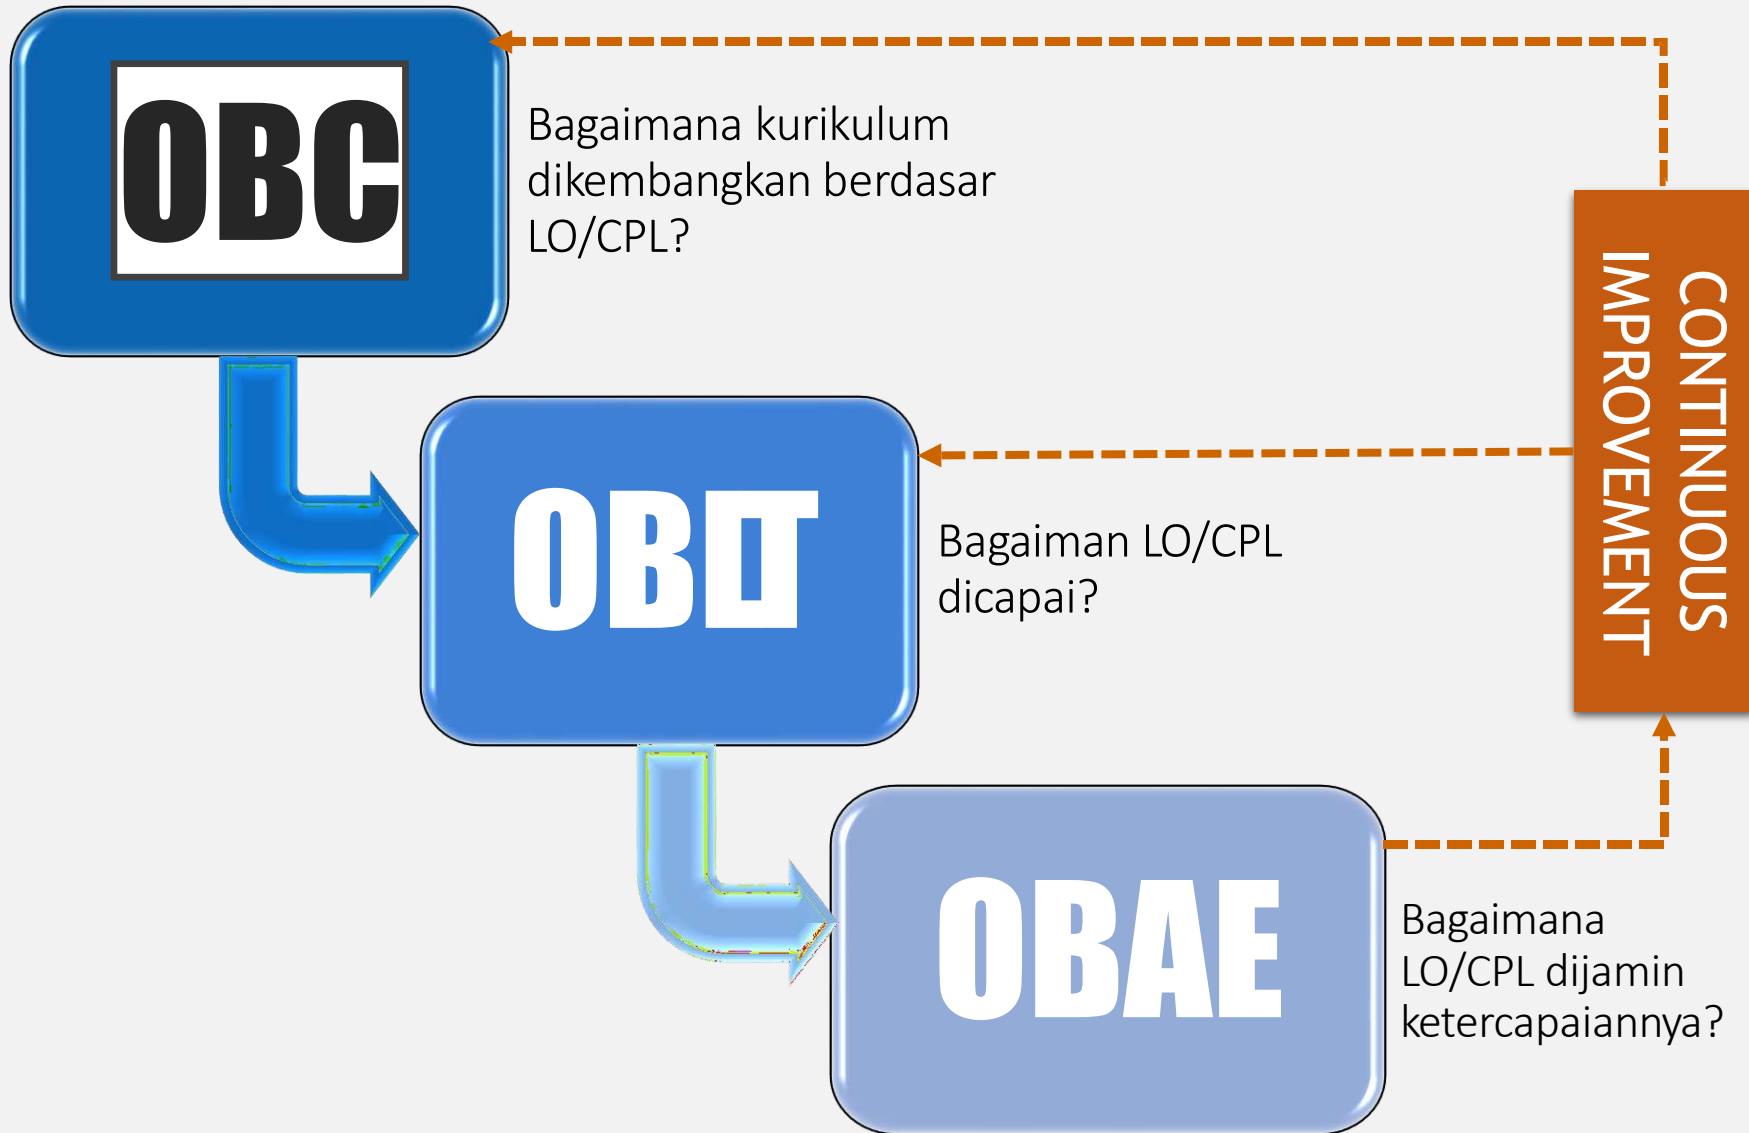 OBC
Bagaimana kurikulum
dikembangkan berdasar
LO/CPL?
Bagaiman LO/CPL
dicapai?
OBAE
Bagaimana
LO/CPL dijamin
ketercapaiannya?
CONTINUOUS
IMPROVEMENT